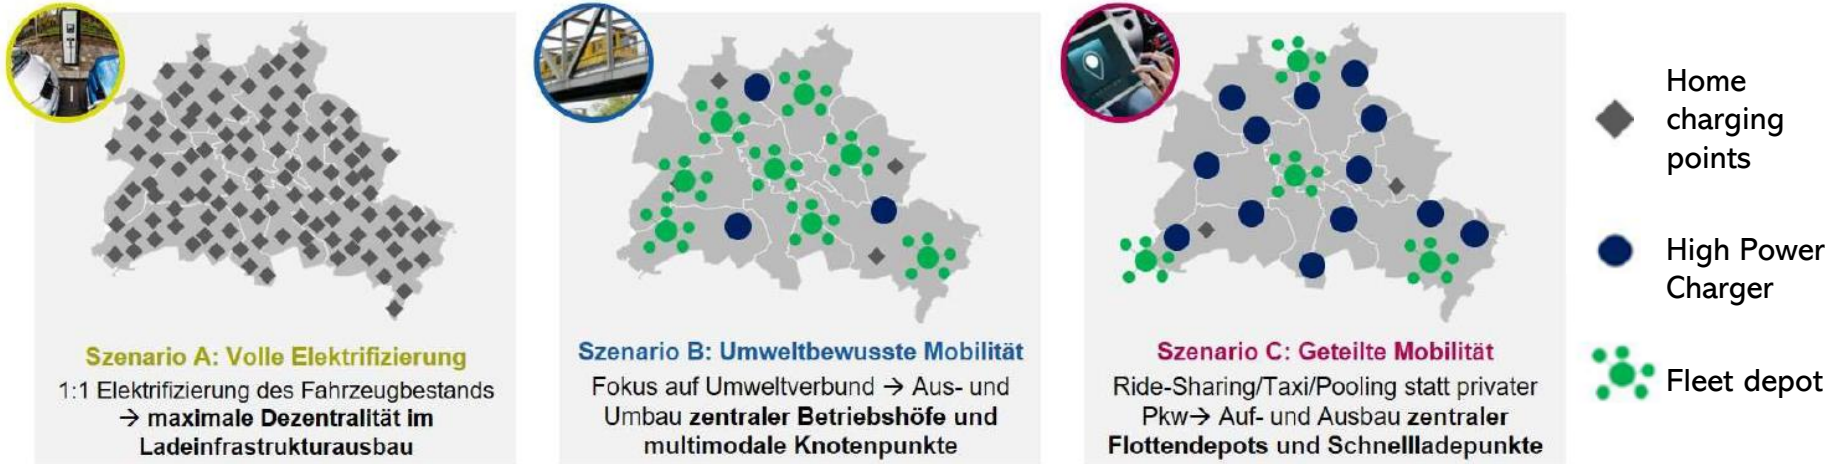 Szenario A: Volle Elektrifizierung
1:1 Elektrifizierung des Fahrzeugbestands
→ maximale Dezentralität im
Ladeinfrastrukturausbau
Szenario B: Umweltbewusste Mobilität
Fokus auf Umweltverbund → Aus- und
Umbau zentraler Betriebshöfe und
multimodale Knotenpunkte
Szenario C: Geteilte Mobilität
Ride-Sharing/Taxi/Pooling statt privater
Pkw→ Auf- und Ausbau zentraler
Flottendepots und Schnellladepunkte
Home
charging
points
High Power
Charger
Fleet depot